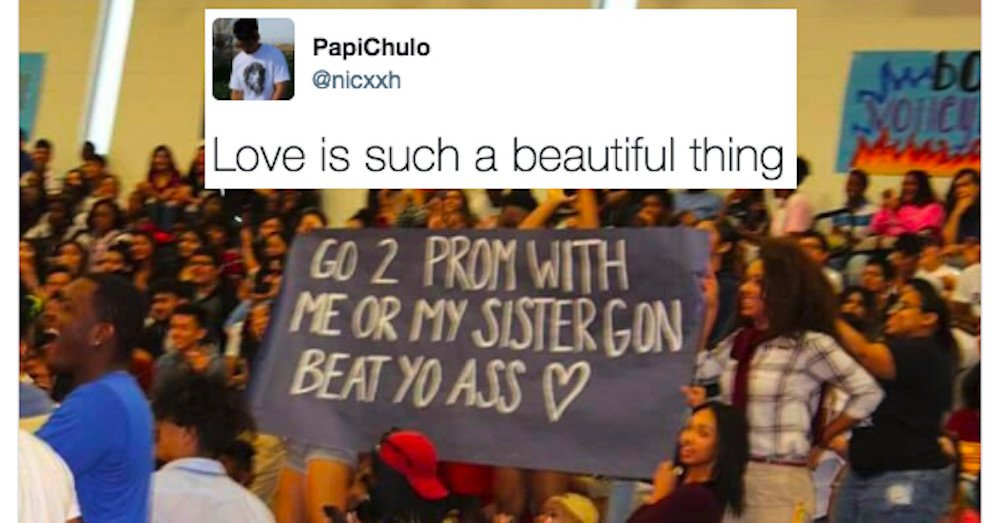 PapiChulo
@nicxxh
Love is such a beautiful thing
GO 2 PROM WITH
ME OR MY SISTER GON
BEAT YO ASS ♡